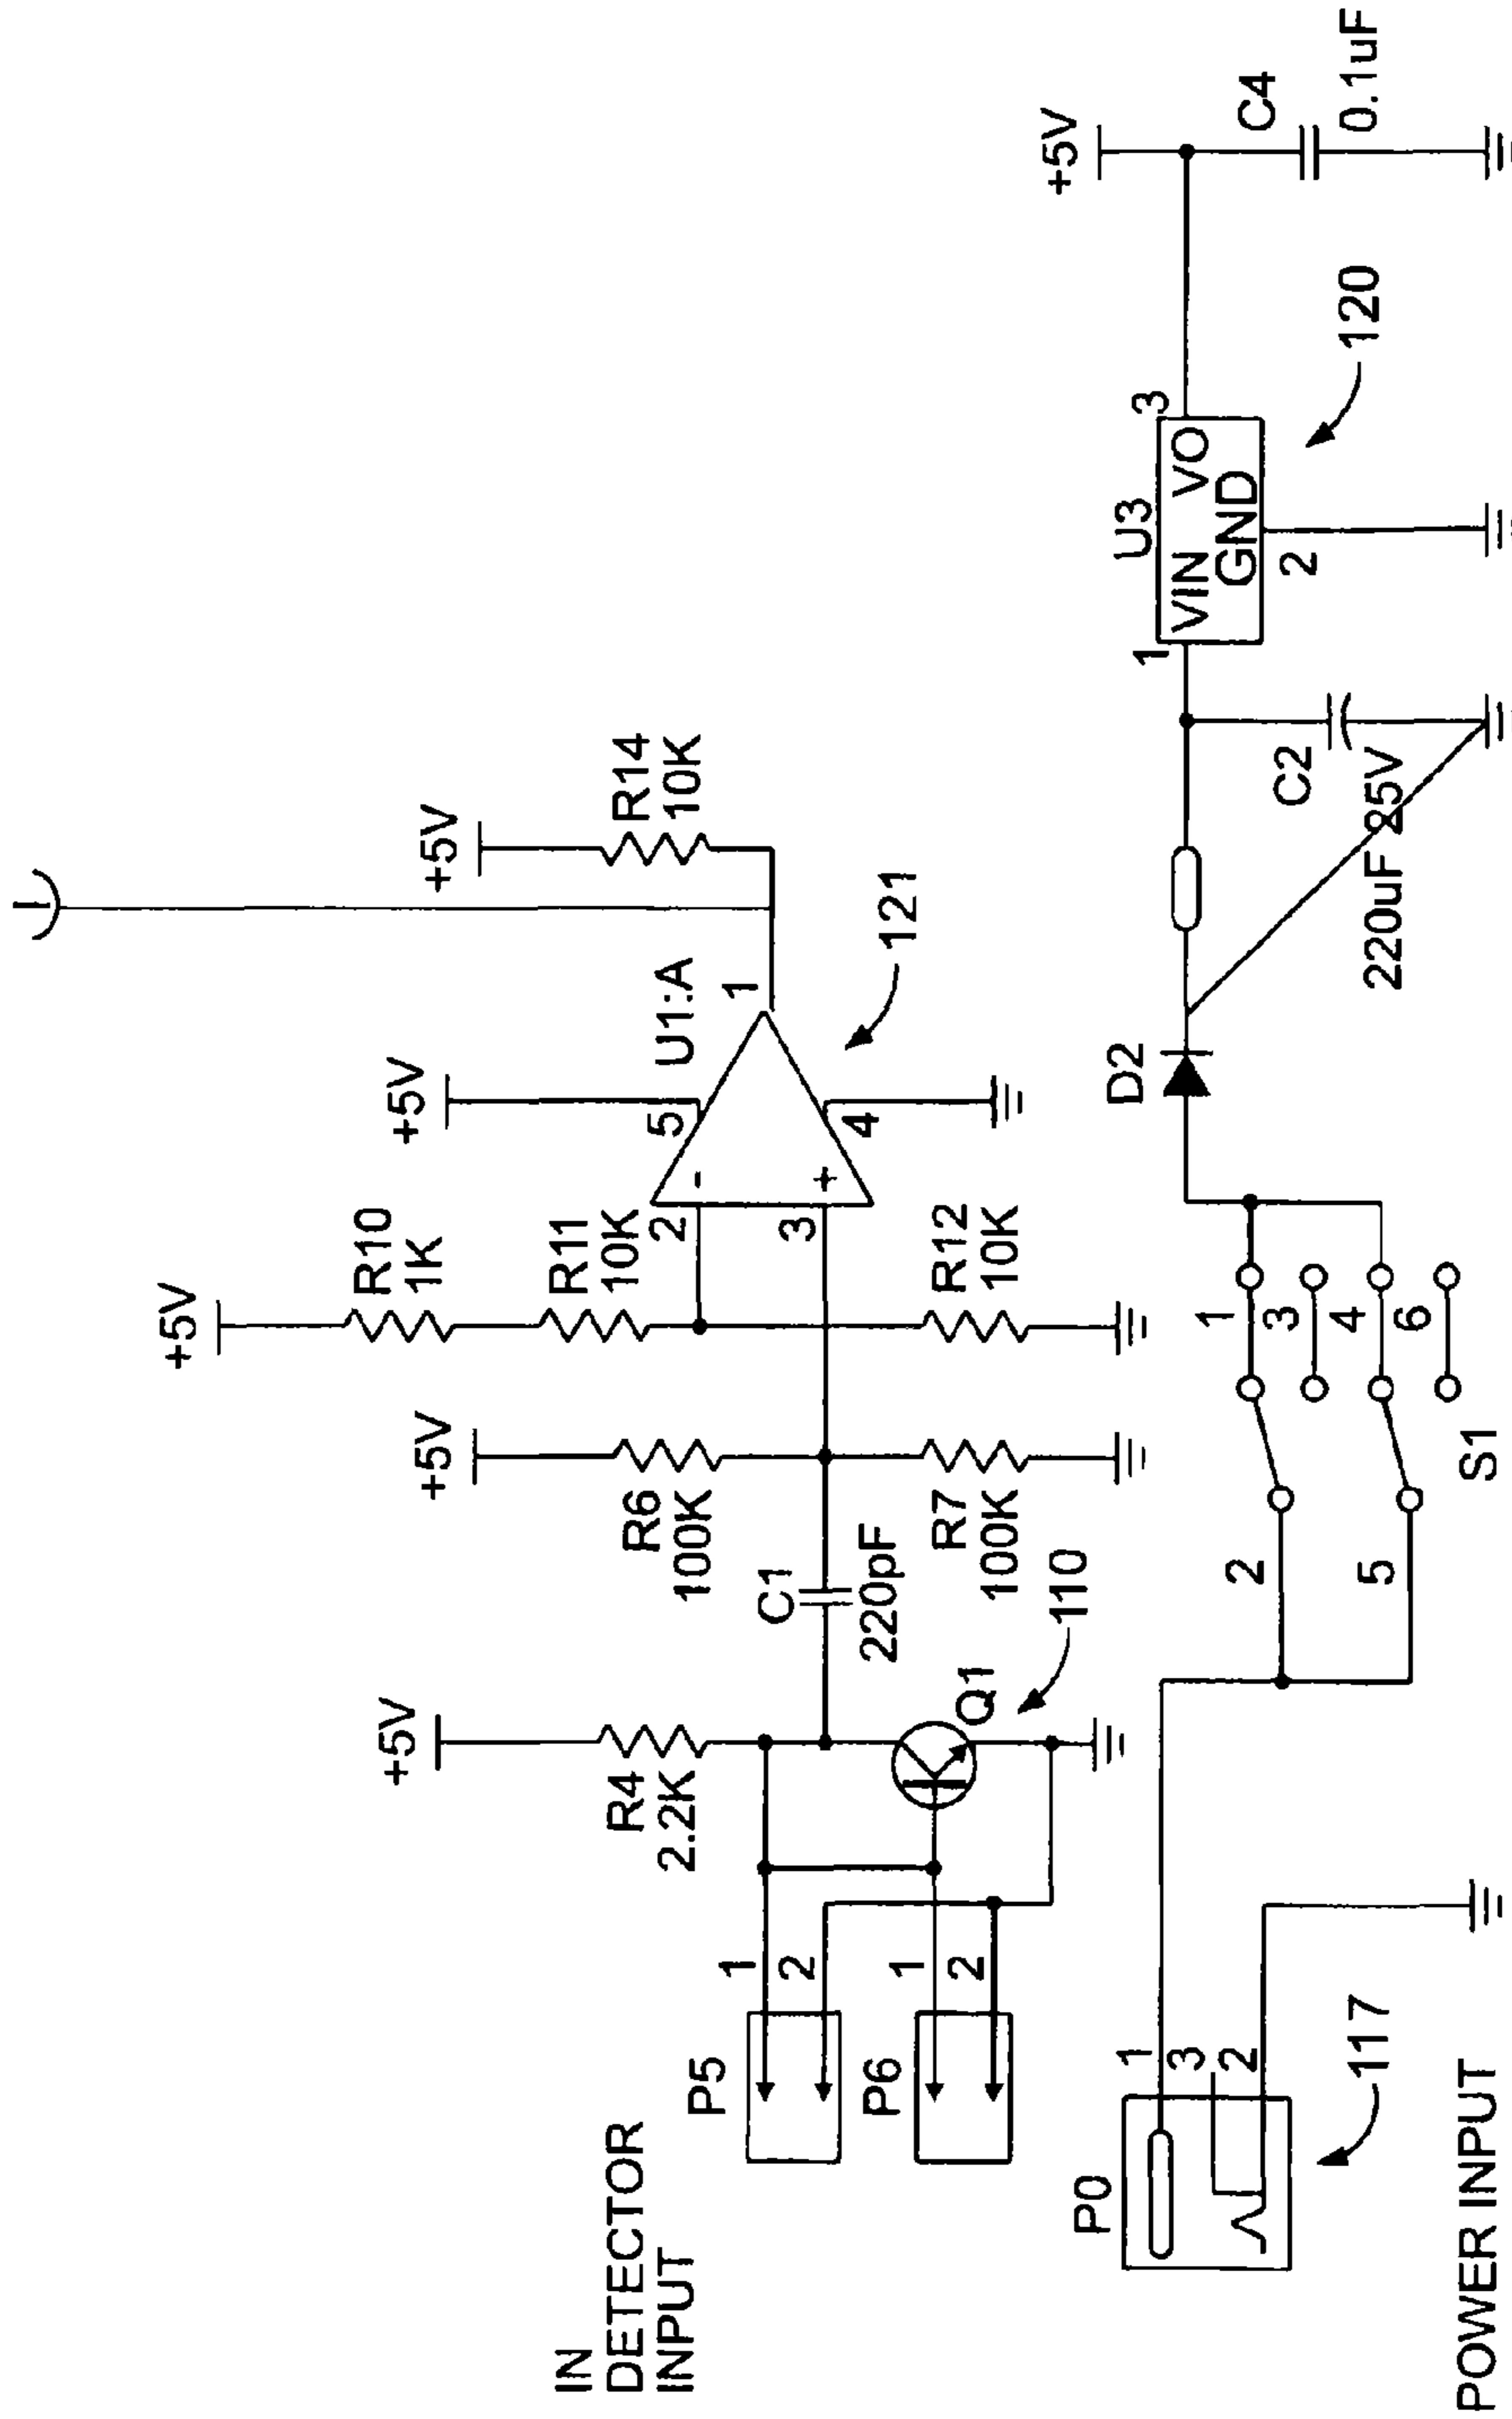 I
+5V
R10
1K
R11
10K
+5V
R6
100K
+5V
R4
2.2K
+5V
5
U1:A
1
+5V
R14
10K
2
3
-
+
4
121
R12
10K
R7
100K
C1
220pF
Q1
110
IN
DETECTOR
INPUT
P5
1
2
P6
1
2
P0
1
3
2
117
POWER INPUT
2
5
1
3
4
6
S1
D2
C2
220uF 25V
1
U3
3
VIN VO
GND
2
120
+5V
C4
0.1uF